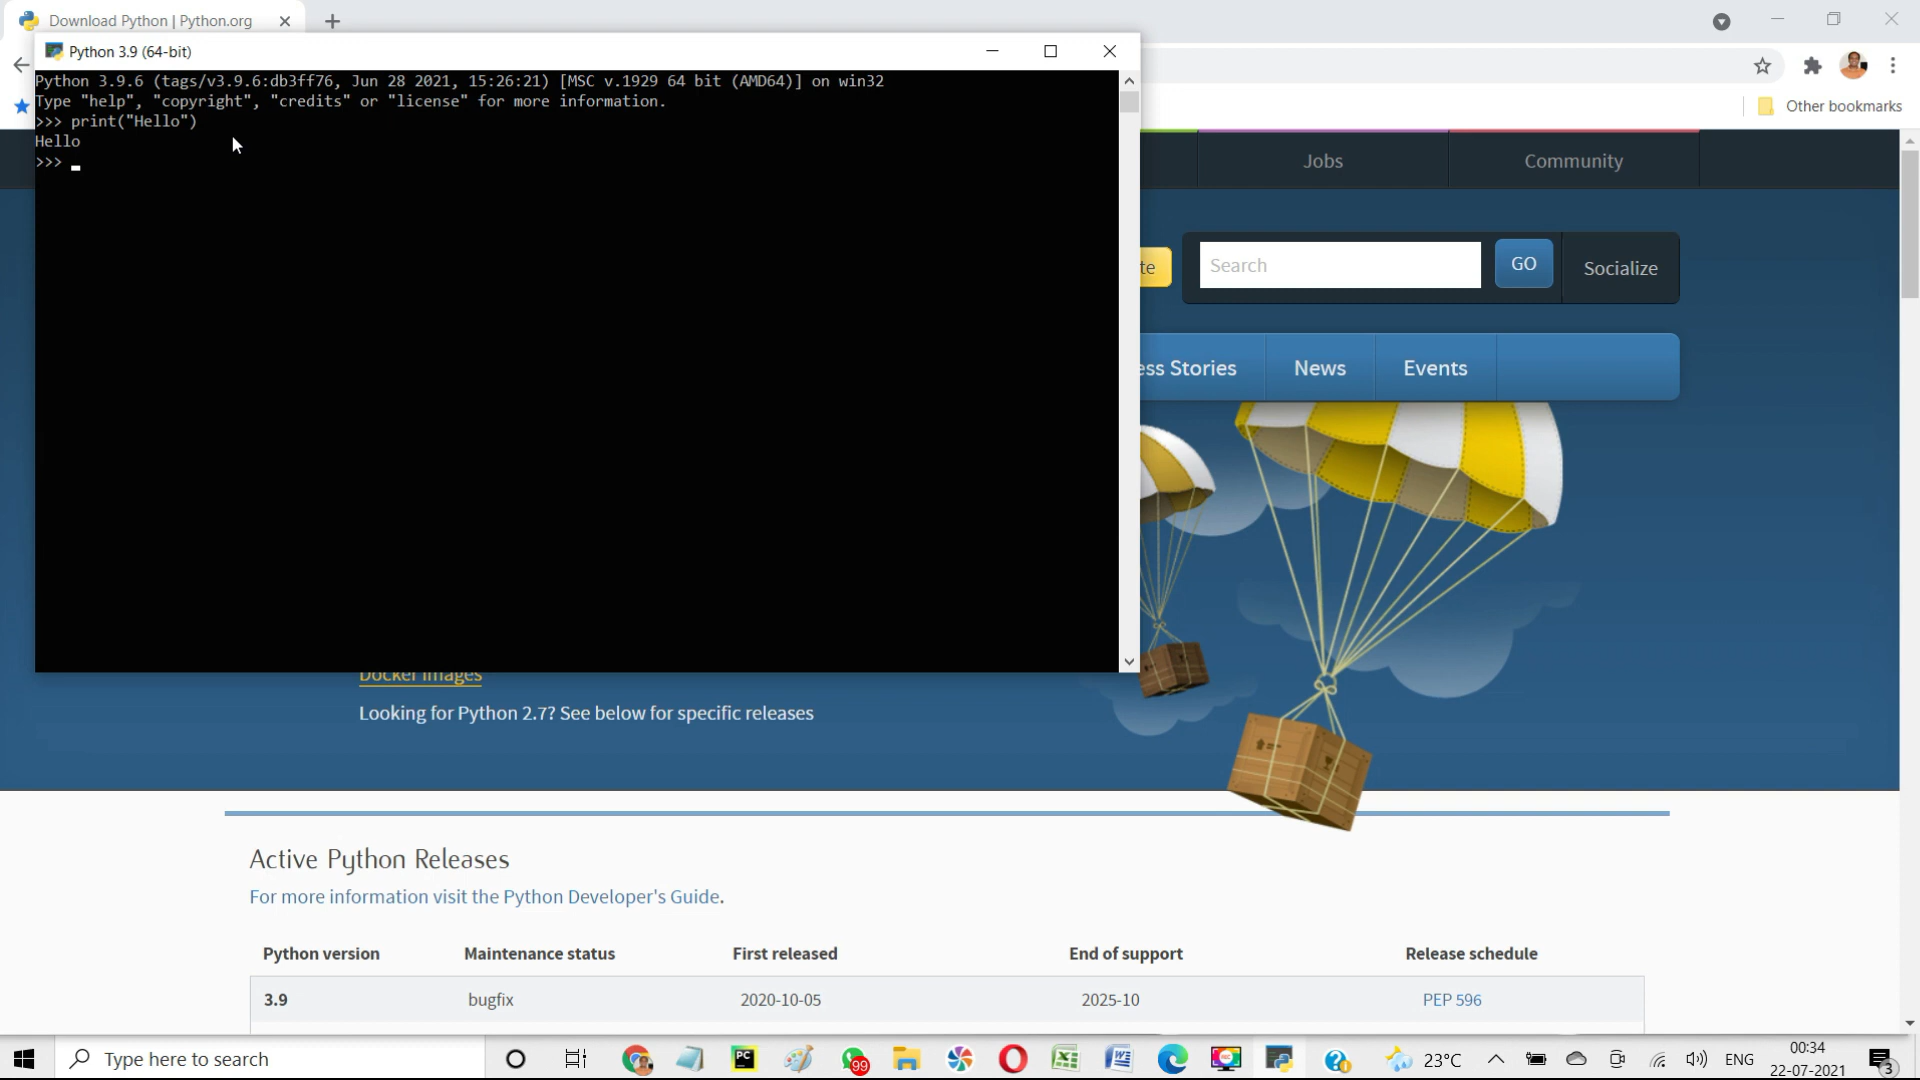 Download Python | Python.org
Python 3.9 (64-bit)
Python 3.9.6 (tags/v3.9.6:db3ff76, Jun 28 2021, 15:26:21) [MSC v.1929 64 bit (AMD64)] on win32
Type "help", "copyright", "credits" or "license" for more information.
>>> print("Hello")
Hello
>>>
Other bookmarks
Jobs
Community
Search
GO
Socialize
Stories
News
Events
Docker Images
Looking for Python 2.7? See below for specific releases
Active Python Releases
For more information visit the Python Developer's Guide.
Python version Maintenance status First released End of support Release schedule
3.9 bugfix 2020-10-05 2025-10 PEP 596
Type here to search
PC
99
23°C
ENG
00:34
22-07-2021
3